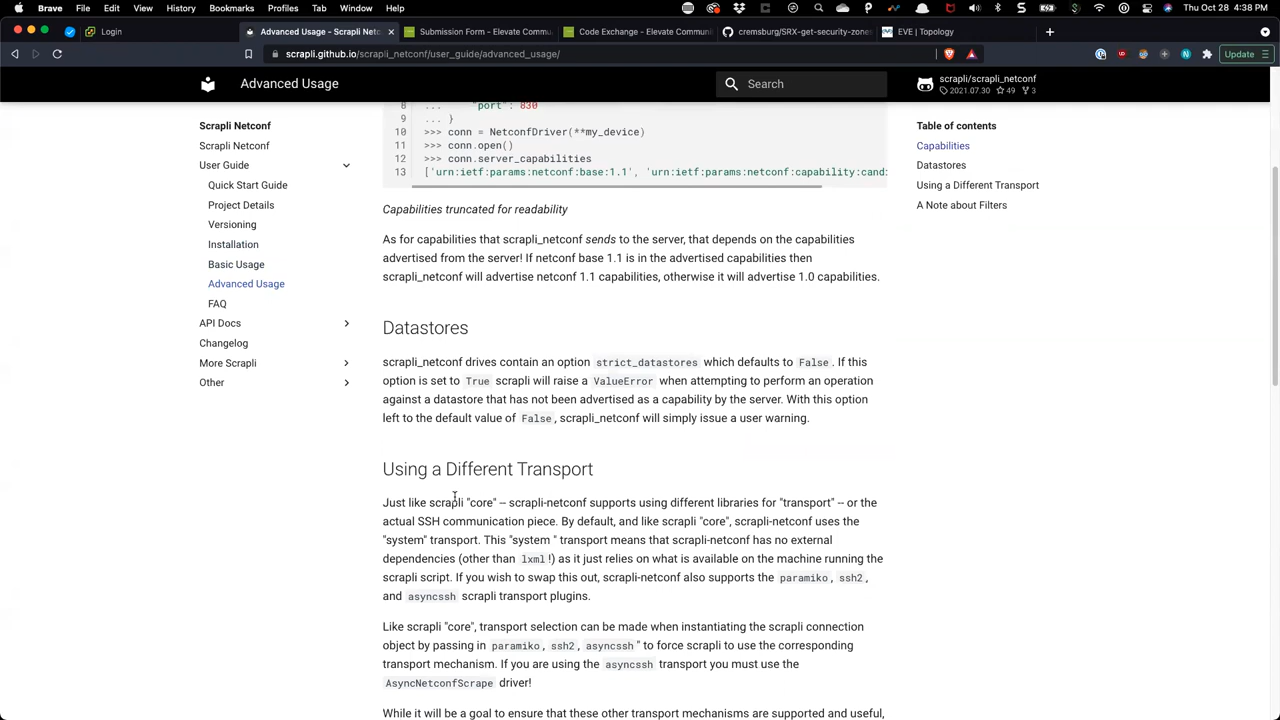 Brave File Edit View History Bookmarks Profiles Tab Window Help
Thu Oct 28 4:38 PM
Login
Advanced Usage - Scrapli Netc
Submission Form - Elevate Commu
Code Exchange - Elevate Communi
cremsburg/SRX-get-security-zones
EVE | Topology
scrapli.github.io/scrapli_netconf/user_guide/advanced_usage/
Update
Advanced Usage
Search
scrapli/scrapli_netconf
2021.07.30 49 3
Scrapli Netconf
Scrapli Netconf
User Guide
Quick Start Guide
Project Details
Versioning
Installation
Basic Usage
Advanced Usage
FAQ
API Docs
Changelog
More Scrapli
Other
8 ... "port": 830
9 ... }
10 >>> conn = NetconfDriver(**my_device)
11 >>> conn.open()
12 >>> conn.server_capabilities
13 ['urn:ietf:params:netconf:base:1.1', 'urn:ietf:params:netconf:capability:candi
Capabilities truncated for readability
As for capabilities that scrapli_netconf sends to the server, that depends on the capabilities
advertised from the server! If netconf base 1.1 is in the advertised capabilities then
scrapli_netconf will advertise netconf 1.1 capabilities, otherwise it will advertise 1.0 capabilities.
Datastores
scrapli_netconf drives contain an option strict_datastores which defaults to False. If this
option is set to True scrapli will raise a ValueError when attempting to perform an operation
against a datastore that has not been advertised as a capability by the server. With this option
left to the default value of False, scrapli_netconf will simply issue a user warning.
Using a Different Transport
Just like scrapli "core" -- scrapli-netconf supports using different libraries for "transport" -- or the
actual SSH communication piece. By default, and like scrapli "core", scrapli-netconf uses the
"system" transport. This "system " transport means that scrapli-netconf has no external
dependencies (other than lxml!) as it just relies on what is available on the machine running the
scrapli script. If you wish to swap this out, scrapli-netconf also supports the paramiko, ssh2,
and asyncssh scrapli transport plugins.
Like scrapli "core", transport selection can be made when instantiating the scrapli connection
object by passing in paramiko, ssh2, asyncssh" to force scrapli to use the corresponding
transport mechanism. If you are using the asyncssh transport you must use the
AsyncNetconfScrape driver!
While it will be a goal to ensure that these other transport mechanisms are supported and useful,
Table of contents
Capabilities
Datastores
Using a Different Transport
A Note about Filters